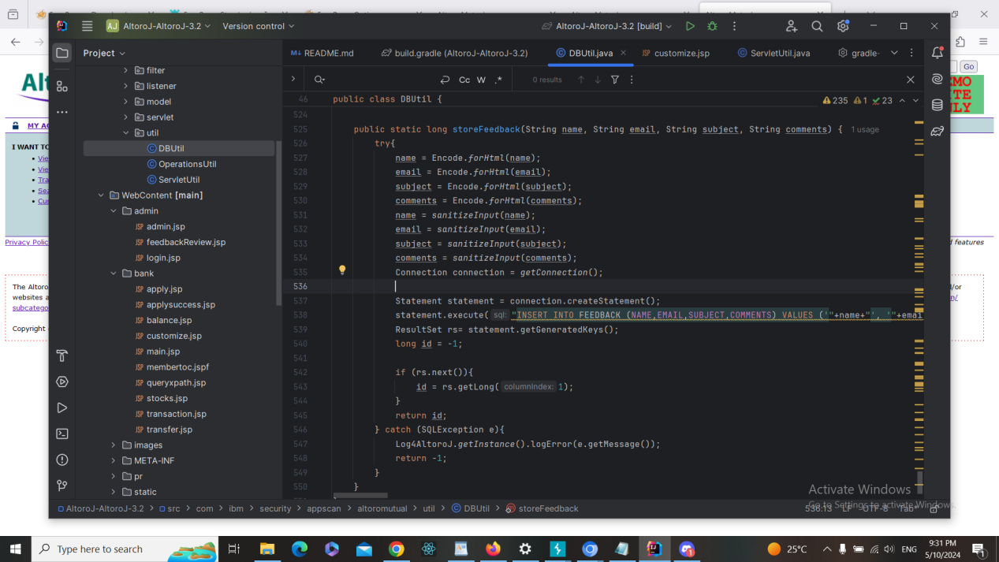 AJ AltoroJ-AltoroJ-3.2 Version control AltoroJ-AltoroJ-3.2 [build]
Project
README.md build.gradle (AltoroJ-AltoroJ-3.2) DBUtil.java customize.jsp ServletUtil.java gradle-
Go
filter
listener
model
servlet
util
DBUtil
OperationsUtil
ServletUtil
WebContent [main]
admin
admin.jsp
feedbackReview.jsp
login.jsp
bank
apply.jsp
applysuccess.jsp
balance.jsp
customize.jsp
main.jsp
membertoc.jspf
queryxpath.jsp
stocks.jsp
transaction.jsp
transfer.jsp
images
META-INF
pr
static
Cc W .* 0 results
46 public class DBUtil { 235 1 23
524
525 public static long storeFeedback(String name, String email, String subject, String comments) { 1 usage
526 try{
527 name = Encode.forHtml(name);
528 email = Encode.forHtml(email);
529 subject = Encode.forHtml(subject);
530 comments = Encode.forHtml(comments);
531 name = sanitizeInput(name);
532 email = sanitizeInput(email);
533 subject = sanitizeInput(subject);
534 comments = sanitizeInput(comments);
535 Connection connection = getConnection();
536
537 Statement statement = connection.createStatement();
538 statement.execute( sql: "INSERT INTO FEEDBACK (NAME,EMAIL,SUBJECT,COMMENTS) VALUES ('"+name+"', '"+emai
539 ResultSet rs= statement.getGeneratedKeys();
540 long id = -1;
541
542 if (rs.next()){
543 id = rs.getLong( columnIndex: 1);
544 }
545 return id;
546 } catch (SQLException e){
547 Log4AltoroJ.getInstance().logError(e.getMessage());
548 return -1;
549 }
550 }
AltoroJ-AltoroJ-3.2 > src > com > ibm > security > appscan > altoromutual > util > DBUtil > storeFeedback
536:13 LF UTF-8 Tab*
Activate Windows
Go to Settings to activate Windows.
Alt
MY AC
I WANT TO
Vie
Vie
Tra
Sea
Cus
Privacy Polic
The Altoro
websites a
subcatego
Copyright
MO
TE
LY
d features
d/or
n/
Type here to search
25°C
ENG
9:31 PM
5/10/2024
1
1